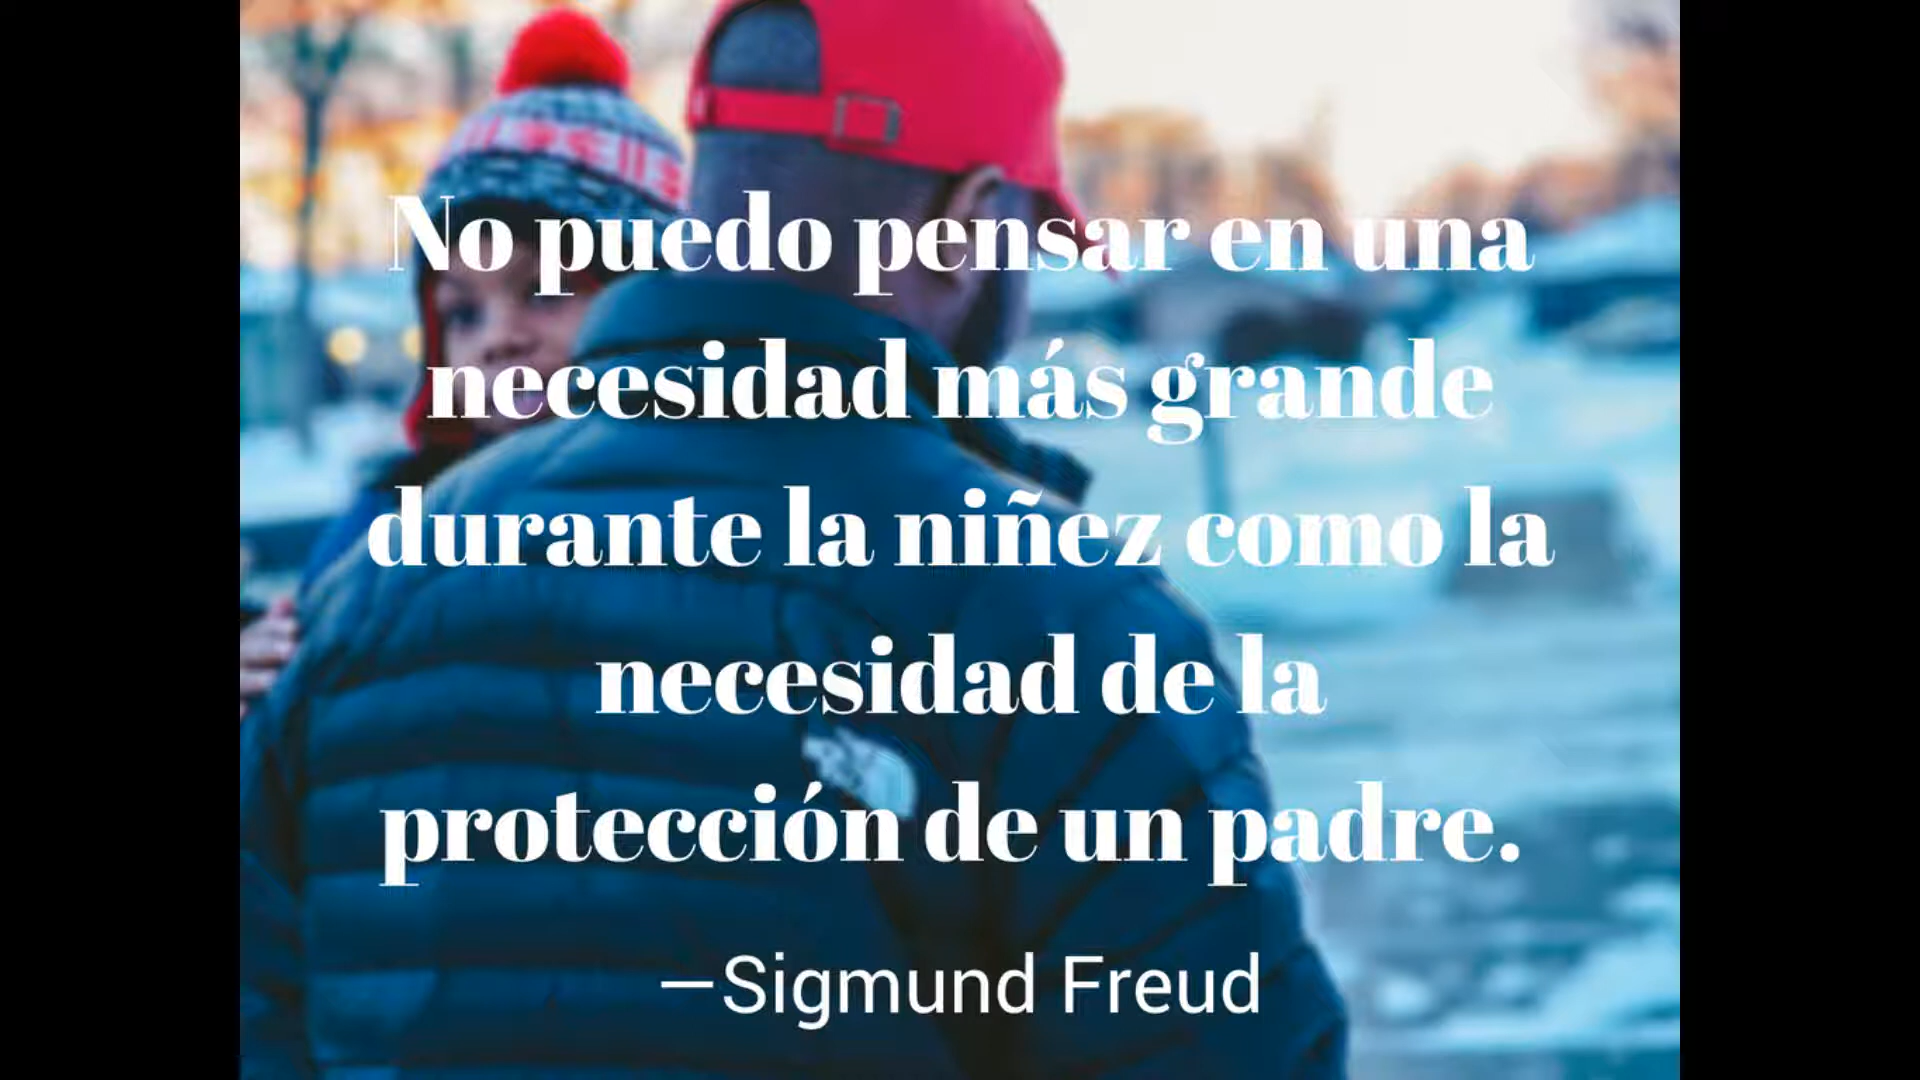 No puedo pensar en una
necesidad más grande
durante la niñez como la
necesidad de la
protección de un padre.
—Sigmund Freud